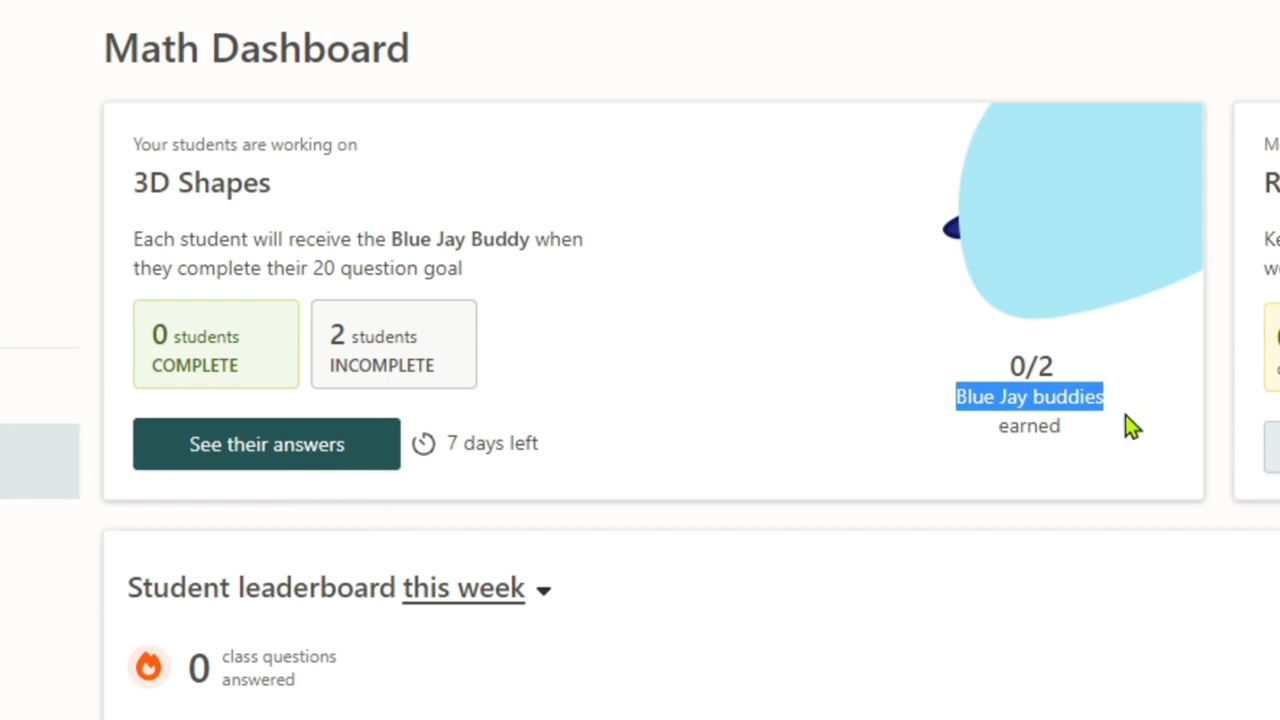 Math Dashboard
Your students are working on
3D Shapes
Each student will receive the Blue Jay Buddy when
they complete their 20 question goal
0 students
COMPLETE
2 students
INCOMPLETE
See their answers
7 days left
0/2
Blue Jay buddies
earned
Student leaderboard this week
0
class questions
answered